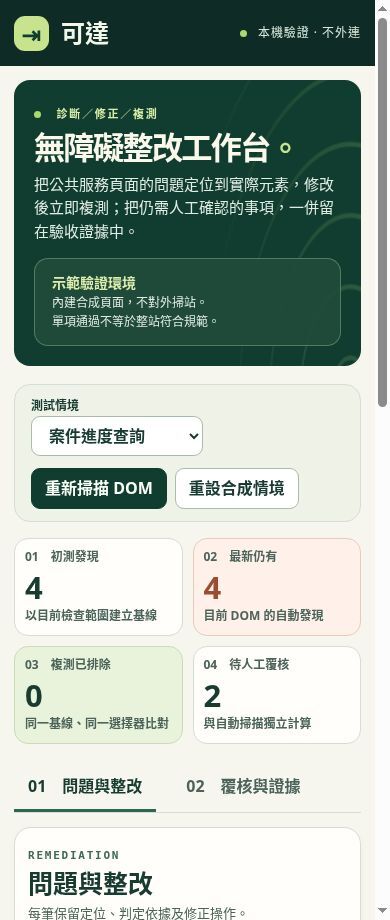 可達
本機驗證 · 不外連
診斷／修正／複測
無障礙整改工作台。
把公共服務頁面的問題定位到實際元素，修改
後立即複測；把仍需人工確認的事項，一併留
在驗收證據中。
示範驗證環境
內建合成頁面，不對外掃站。
單項通過不等於整站符合規範。
測試情境
案件進度查詢
重新掃描 DOM
重設合成情境
01 初測發現
4
以目前檢查範圍建立基線
02 最新仍有
4
目前 DOM 的自動發現
03 複測已排除
0
同一基線、同一選擇器比對
04 待人工覆核
2
與自動掃描獨立計算
01 問題與整改
02 覆核與證據
REMEDIATION
問題與整改
每筆保留定位、判定依據及修正操作。